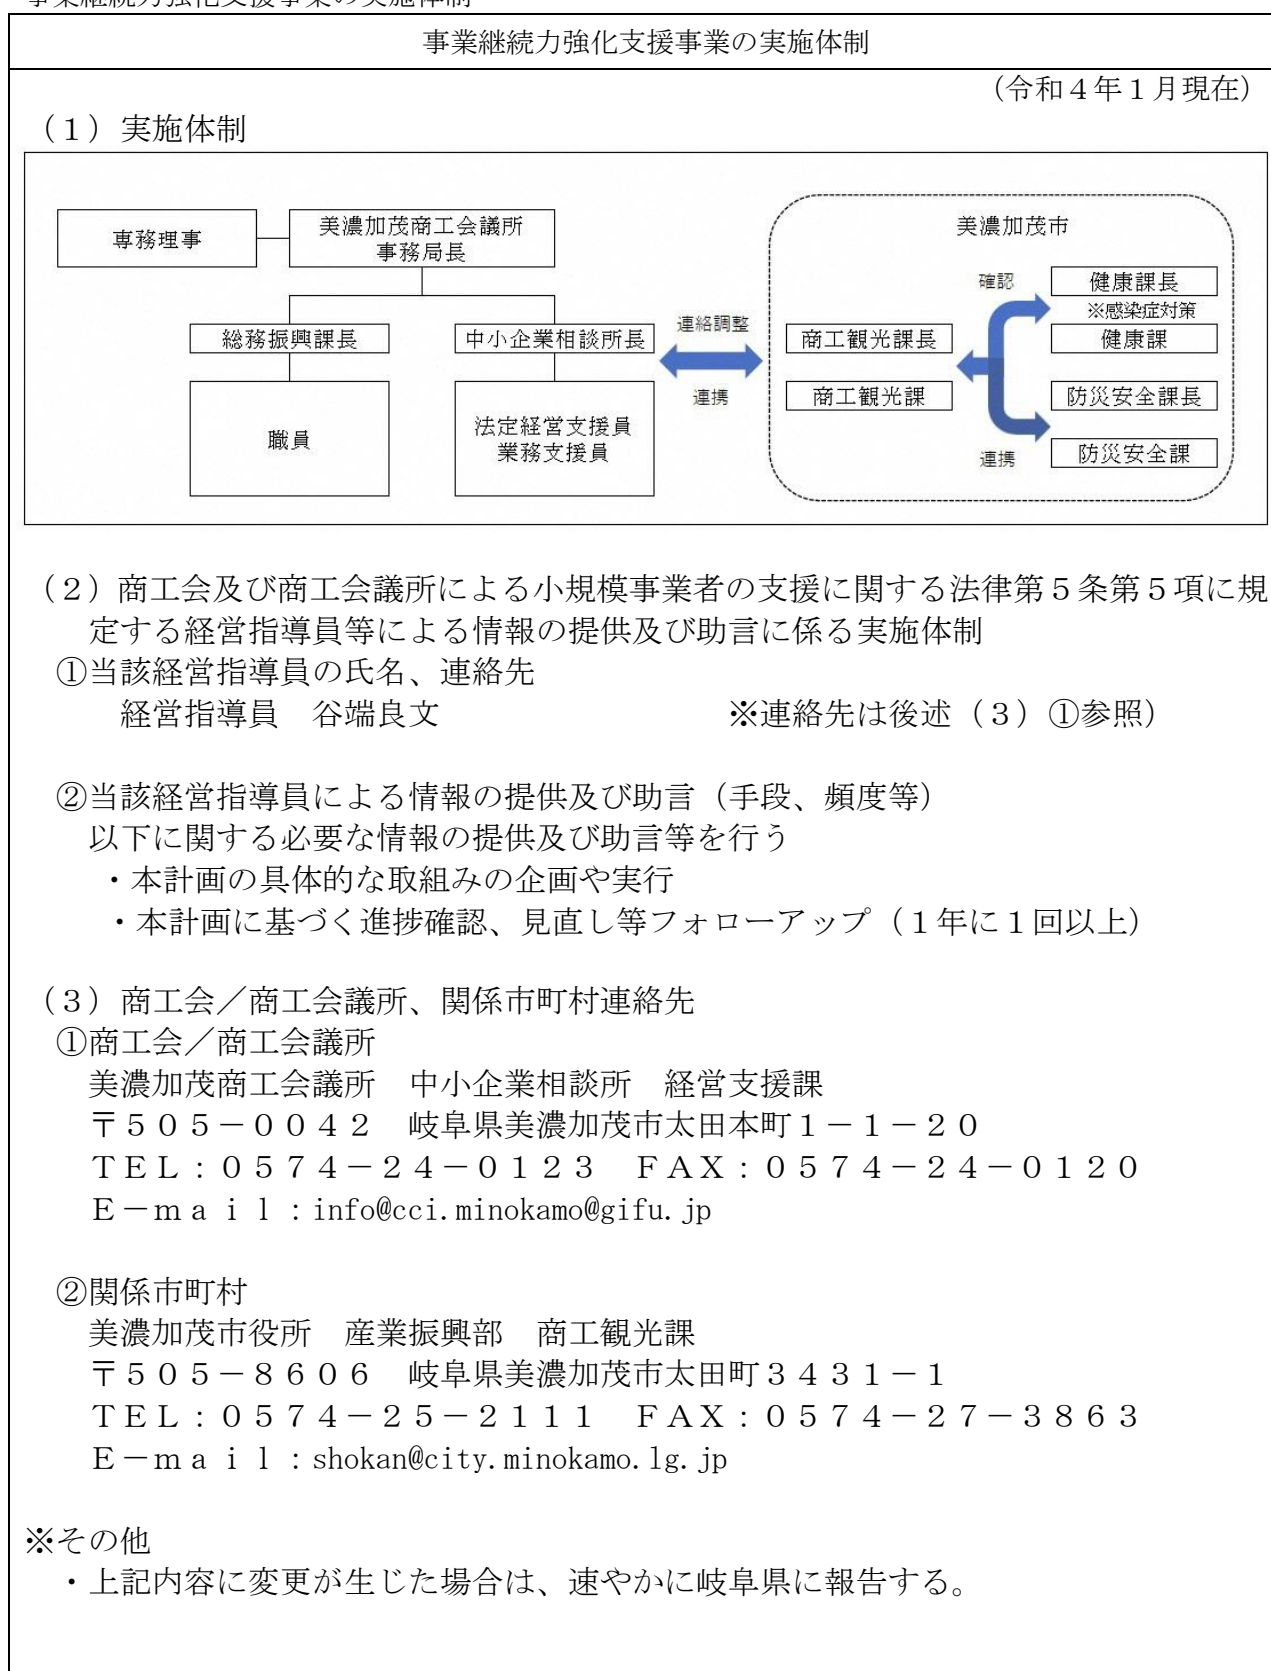 事業継続力強化支援事業の実施体制
事業継続力強化支援事業の実施体制
（令和４年１月現在）
（１）実施体制
専務理事
美濃加茂商工会議所
事務局長
総務振興課長
中小企業相談所長
職員
法定経営支援員
業務支援員
連絡調整
連携
美濃加茂市
商工観光課長
商工観光課
確認
連携
健康課長
※感染症対策
健康課
防災安全課長
防災安全課
（２）商工会及び商工会議所による小規模事業者の支援に関する法律第５条第５項に規
定する経営指導員等による情報の提供及び助言に係る実施体制
①当該経営指導員の氏名、連絡先
経営指導員　谷端良文　※連絡先は後述（３）①参照）
②当該経営指導員による情報の提供及び助言（手段、頻度等）
以下に関する必要な情報の提供及び助言等を行う
・本計画の具体的な取組みの企画や実行
・本計画に基づく進捗確認、見直し等フォローアップ（１年に１回以上）
（３）商工会／商工会議所、関係市町村連絡先
①商工会／商工会議所
美濃加茂商工会議所　中小企業相談所　経営支援課
〒５０５－００４２　岐阜県美濃加茂市太田本町１－１－２０
ＴＥＬ：０５７４－２４－０１２３　ＦＡＸ：０５７４－２４－０１２０
Ｅ－ｍａｉｌ：info@cci.minokamo@gifu.jp
②関係市町村
美濃加茂市役所　産業振興部　商工観光課
〒５０５－８６０６　岐阜県美濃加茂市太田町３４３１－１
ＴＥＬ：０５７４－２５－２１１１　ＦＡＸ：０５７４－２７－３８６３
Ｅ－ｍａｉｌ：shokan@city.minokamo.lg.jp
※その他
・上記内容に変更が生じた場合は、速やかに岐阜県に報告する。